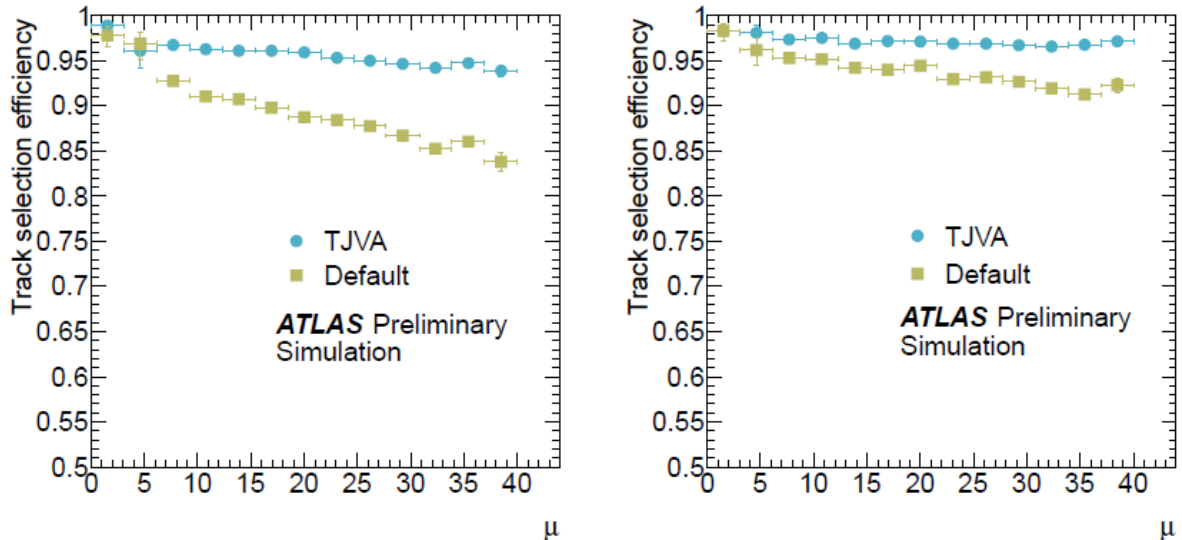 Track selection efficiency
1
0.95
0.9
0.85
0.8
0.75
0.7
0.65
0.6
0.55
0.5
TJVA
Default
ATLAS Preliminary
Simulation
0 5 10 15 20 25 30 35 40
μ
Track selection efficiency
1
0.95
0.9
0.85
0.8
0.75
0.7
0.65
0.6
0.55
0.5
TJVA
Default
ATLAS Preliminary
Simulation
0 5 10 15 20 25 30 35 40
μ